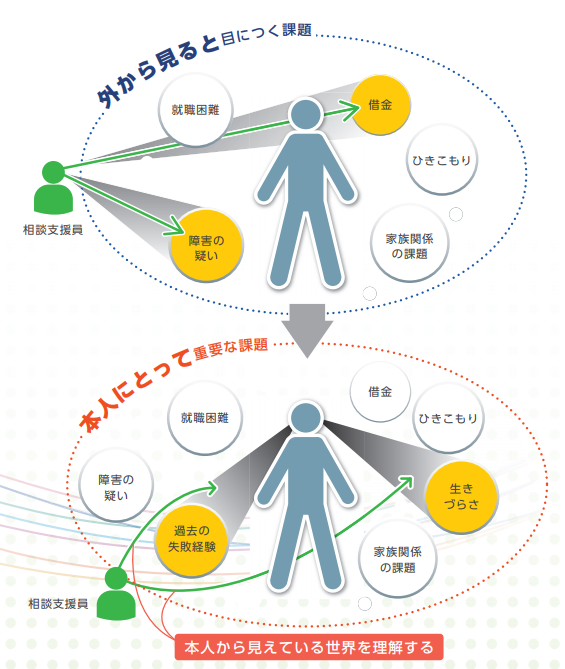 外から見ると目につく課題
就職困難
借金
ひきこもり
相談支援員
障害の
疑い
家族関係
の課題
本人にとって重要な課題
借金
就職困難
ひきこもり
障害の
疑い
生き
づらさ
過去の
失敗経験
家族関係
の課題
相談支援員
本人から見えている世界を理解する